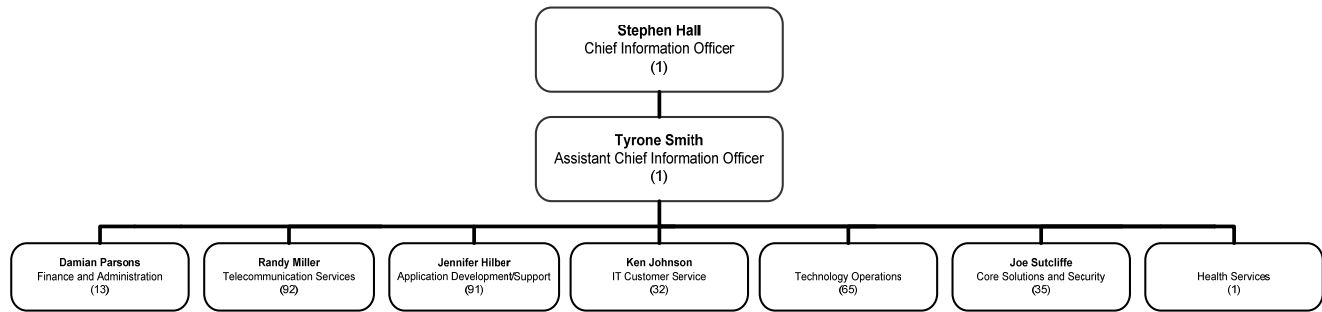 Stephen Hall
Chief Information Officer
(1)
Tyrone Smith
Assistant Chief Information Officer
(1)
Damian Parsons
Finance and Administration
(13)
Randy Miller
Telecommunication Services
(92)
Jennifer Hilber
Application Development/Support
(91)
Ken Johnson
IT Customer Service
(32)
Technology Operations
(65)
Joe Sutcliffe
Core Solutions and Security
(35)
Health Services
(1)